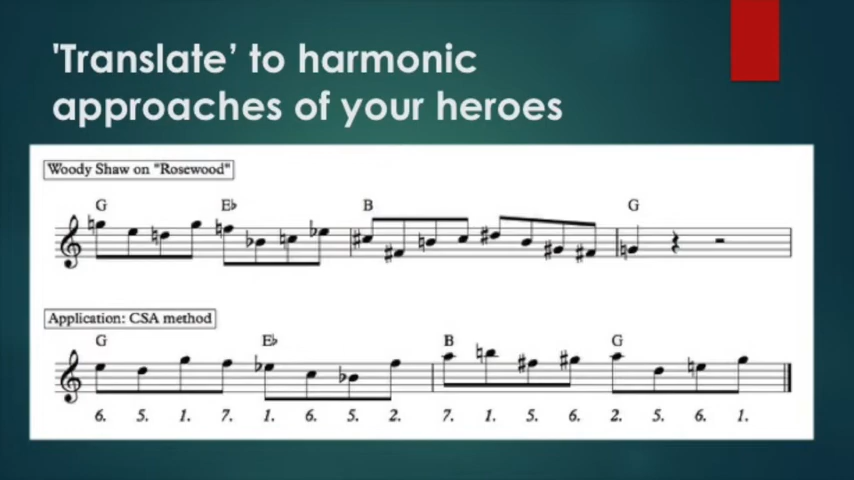 'Translate’ to harmonic
approaches of your heroes
Woody Shaw on "Rosewood"
G E♭ B G
Application: CSA method
G E♭ B G
6. 5. 1. 7. 1. 6. 5. 2. 7. 1. 5. 6. 2. 5. 6. 1.